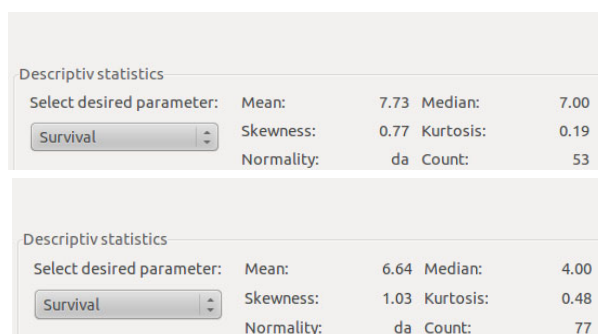 Descriptiv statistics
Select desired parameter: Mean: 7.73 Median: 7.00
Survival Skewness: 0.77 Kurtosis: 0.19
Normality: da Count: 53
Descriptiv statistics
Select desired parameter: Mean: 6.64 Median: 4.00
Survival Skewness: 1.03 Kurtosis: 0.48
Normality: da Count: 77